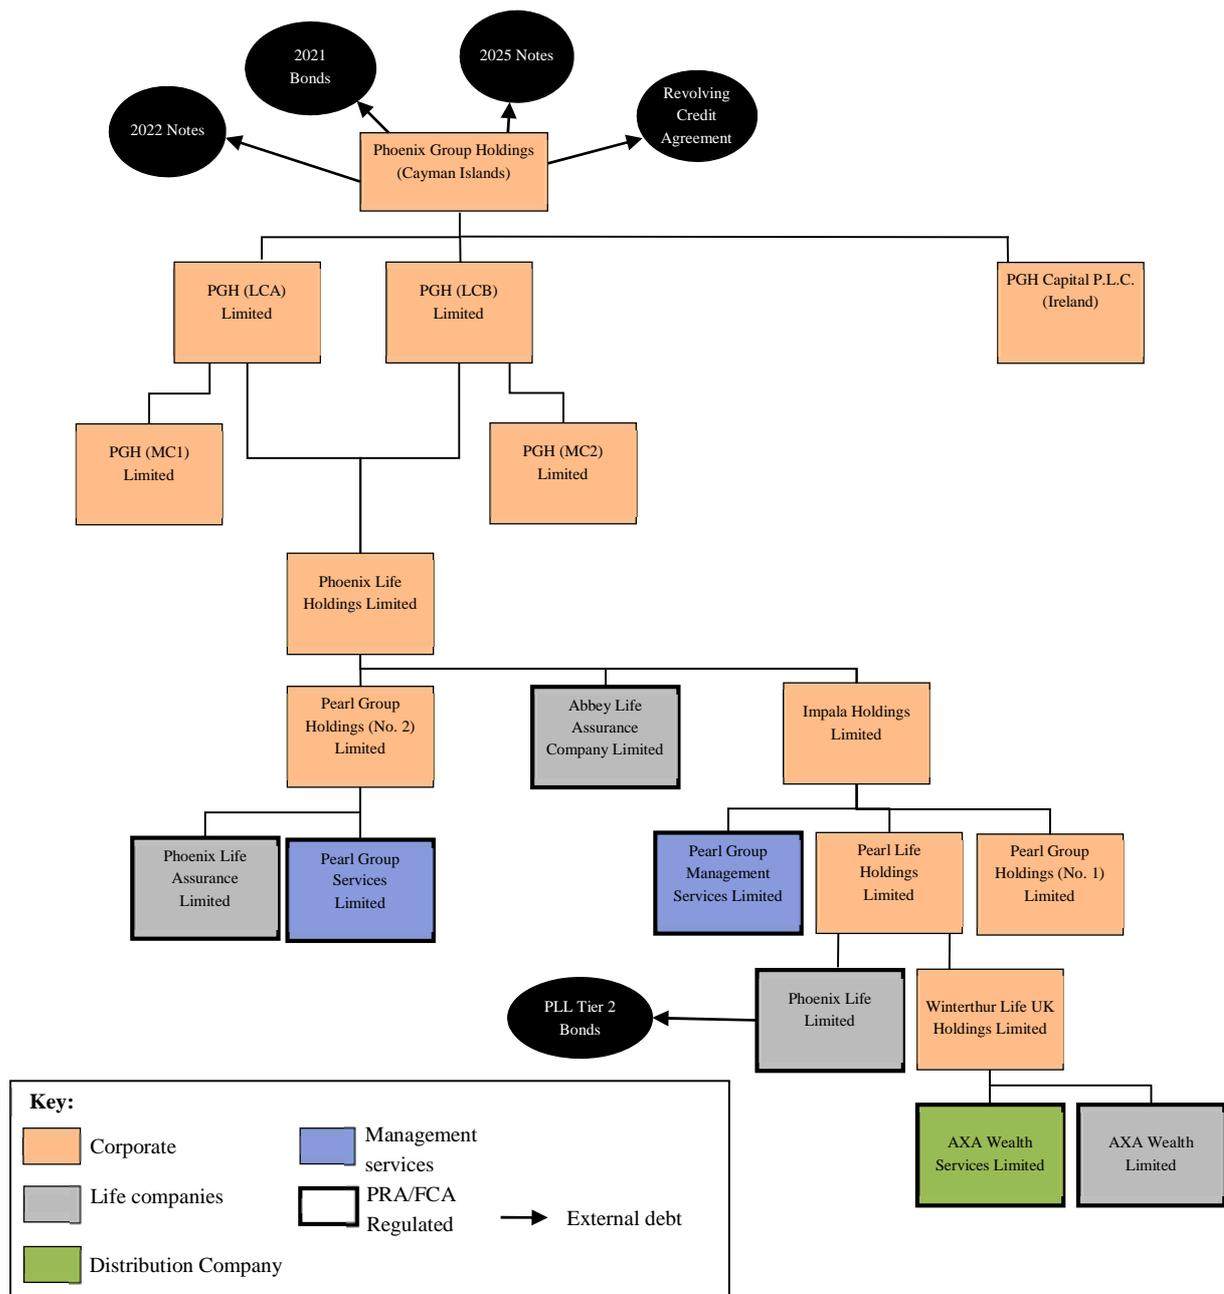 2021
Bonds
2025 Notes
2022 Notes
Revolving
Credit
Agreement
Phoenix Group Holdings
(Cayman Islands)
PGH (LCA)
Limited
PGH (LCB)
Limited
PGH Capital P.L.C.
(Ireland)
PGH (MC1)
Limited
PGH (MC2)
Limited
Phoenix Life
Holdings Limited
Pearl Group
Holdings (No. 2)
Limited
Abbey Life
Assurance
Company Limited
Impala Holdings
Limited
Phoenix Life
Assurance
Limited
Pearl Group
Services
Limited
Pearl Group
Management
Services Limited
Pearl Life
Holdings
Limited
Pearl Group
Holdings (No. 1)
Limited
PLL Tier 2
Bonds
Phoenix Life
Limited
Winterthur Life UK
Holdings Limited
AXA Wealth
Services Limited
AXA Wealth
Limited
Key:
Corporate
Management
services
Life companies
PRA/FCA
Regulated
External debt
Distribution Company